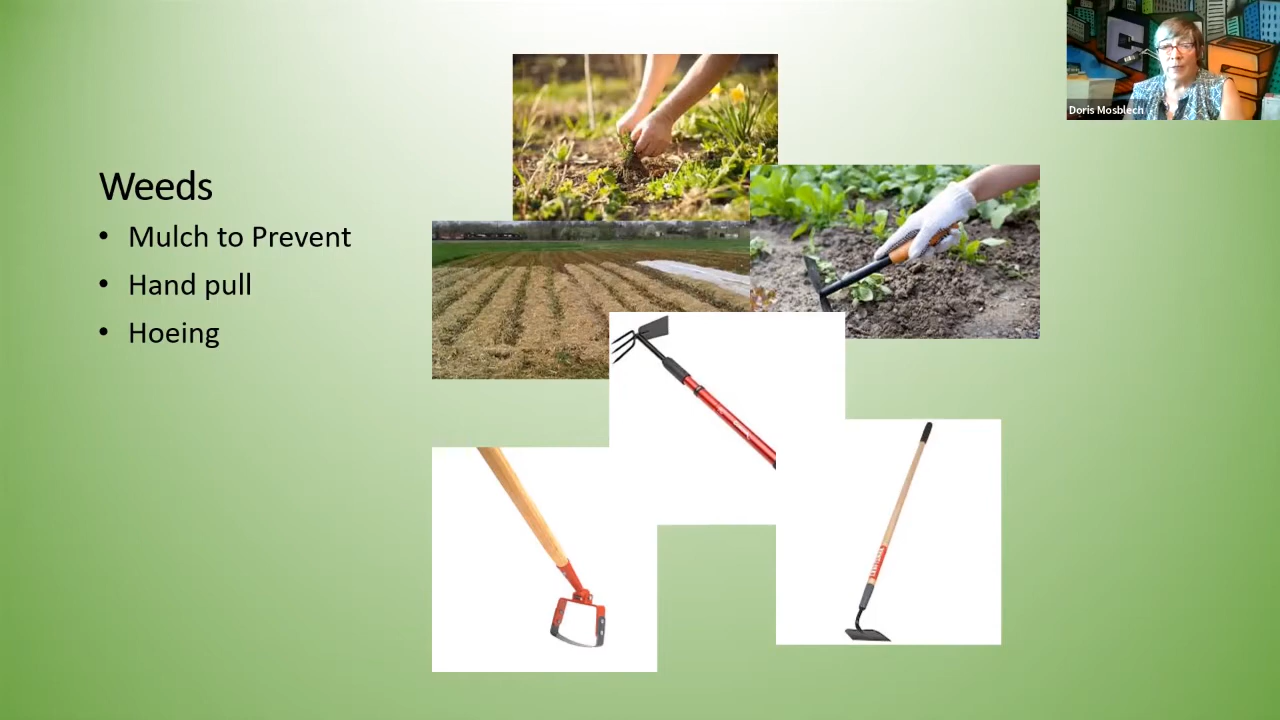 Weeds
• Mulch to Prevent
• Hand pull
• Hoeing
Doris Mosblech